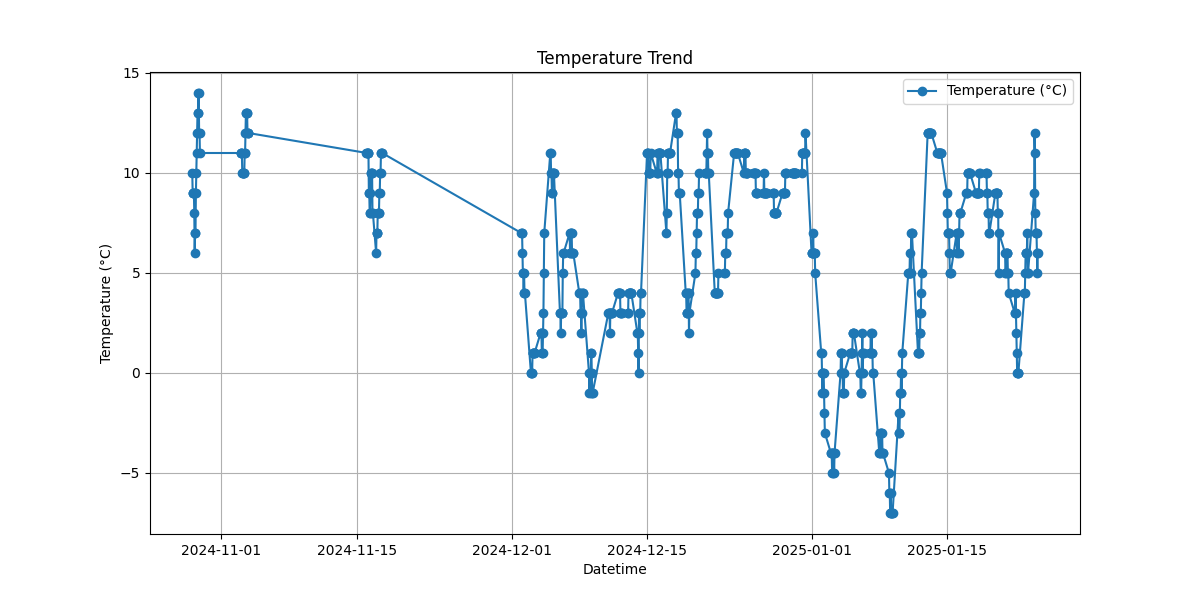 Temperature Trend
Temperature (°C)
15
10
5
0
−5
Temperature (°C)
2024-11-01
2024-11-15
2024-12-01
2024-12-15
2025-01-01
2025-01-15
Datetime